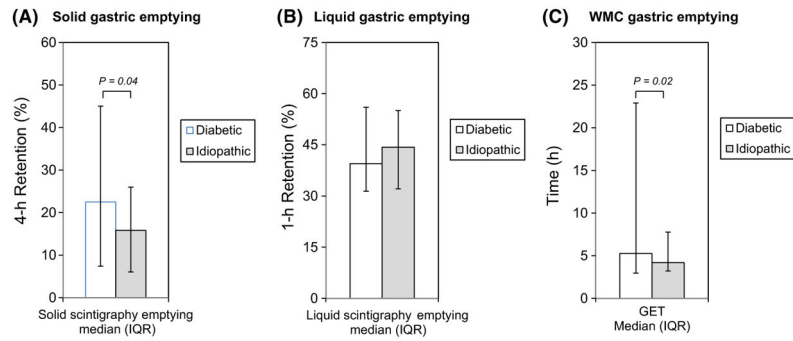 (A) Solid gastric emptying
60
50
40
30
20
10
0
4-h Retention (%)
P = 0.04
Diabetic
Idiopathic
Solid scintigraphy emptying
median (IQR)
(B) Liquid gastric emptying
75
60
45
30
15
0
1-h Retention (%)
Diabetic
Idiopathic
Liquid scintigraphy emptying
median (IQR)
(C) WMC gastric emptying
30
25
20
15
10
5
0
Time (h)
P = 0.02
Diabetic
Idiopathic
GET
Median (IQR)